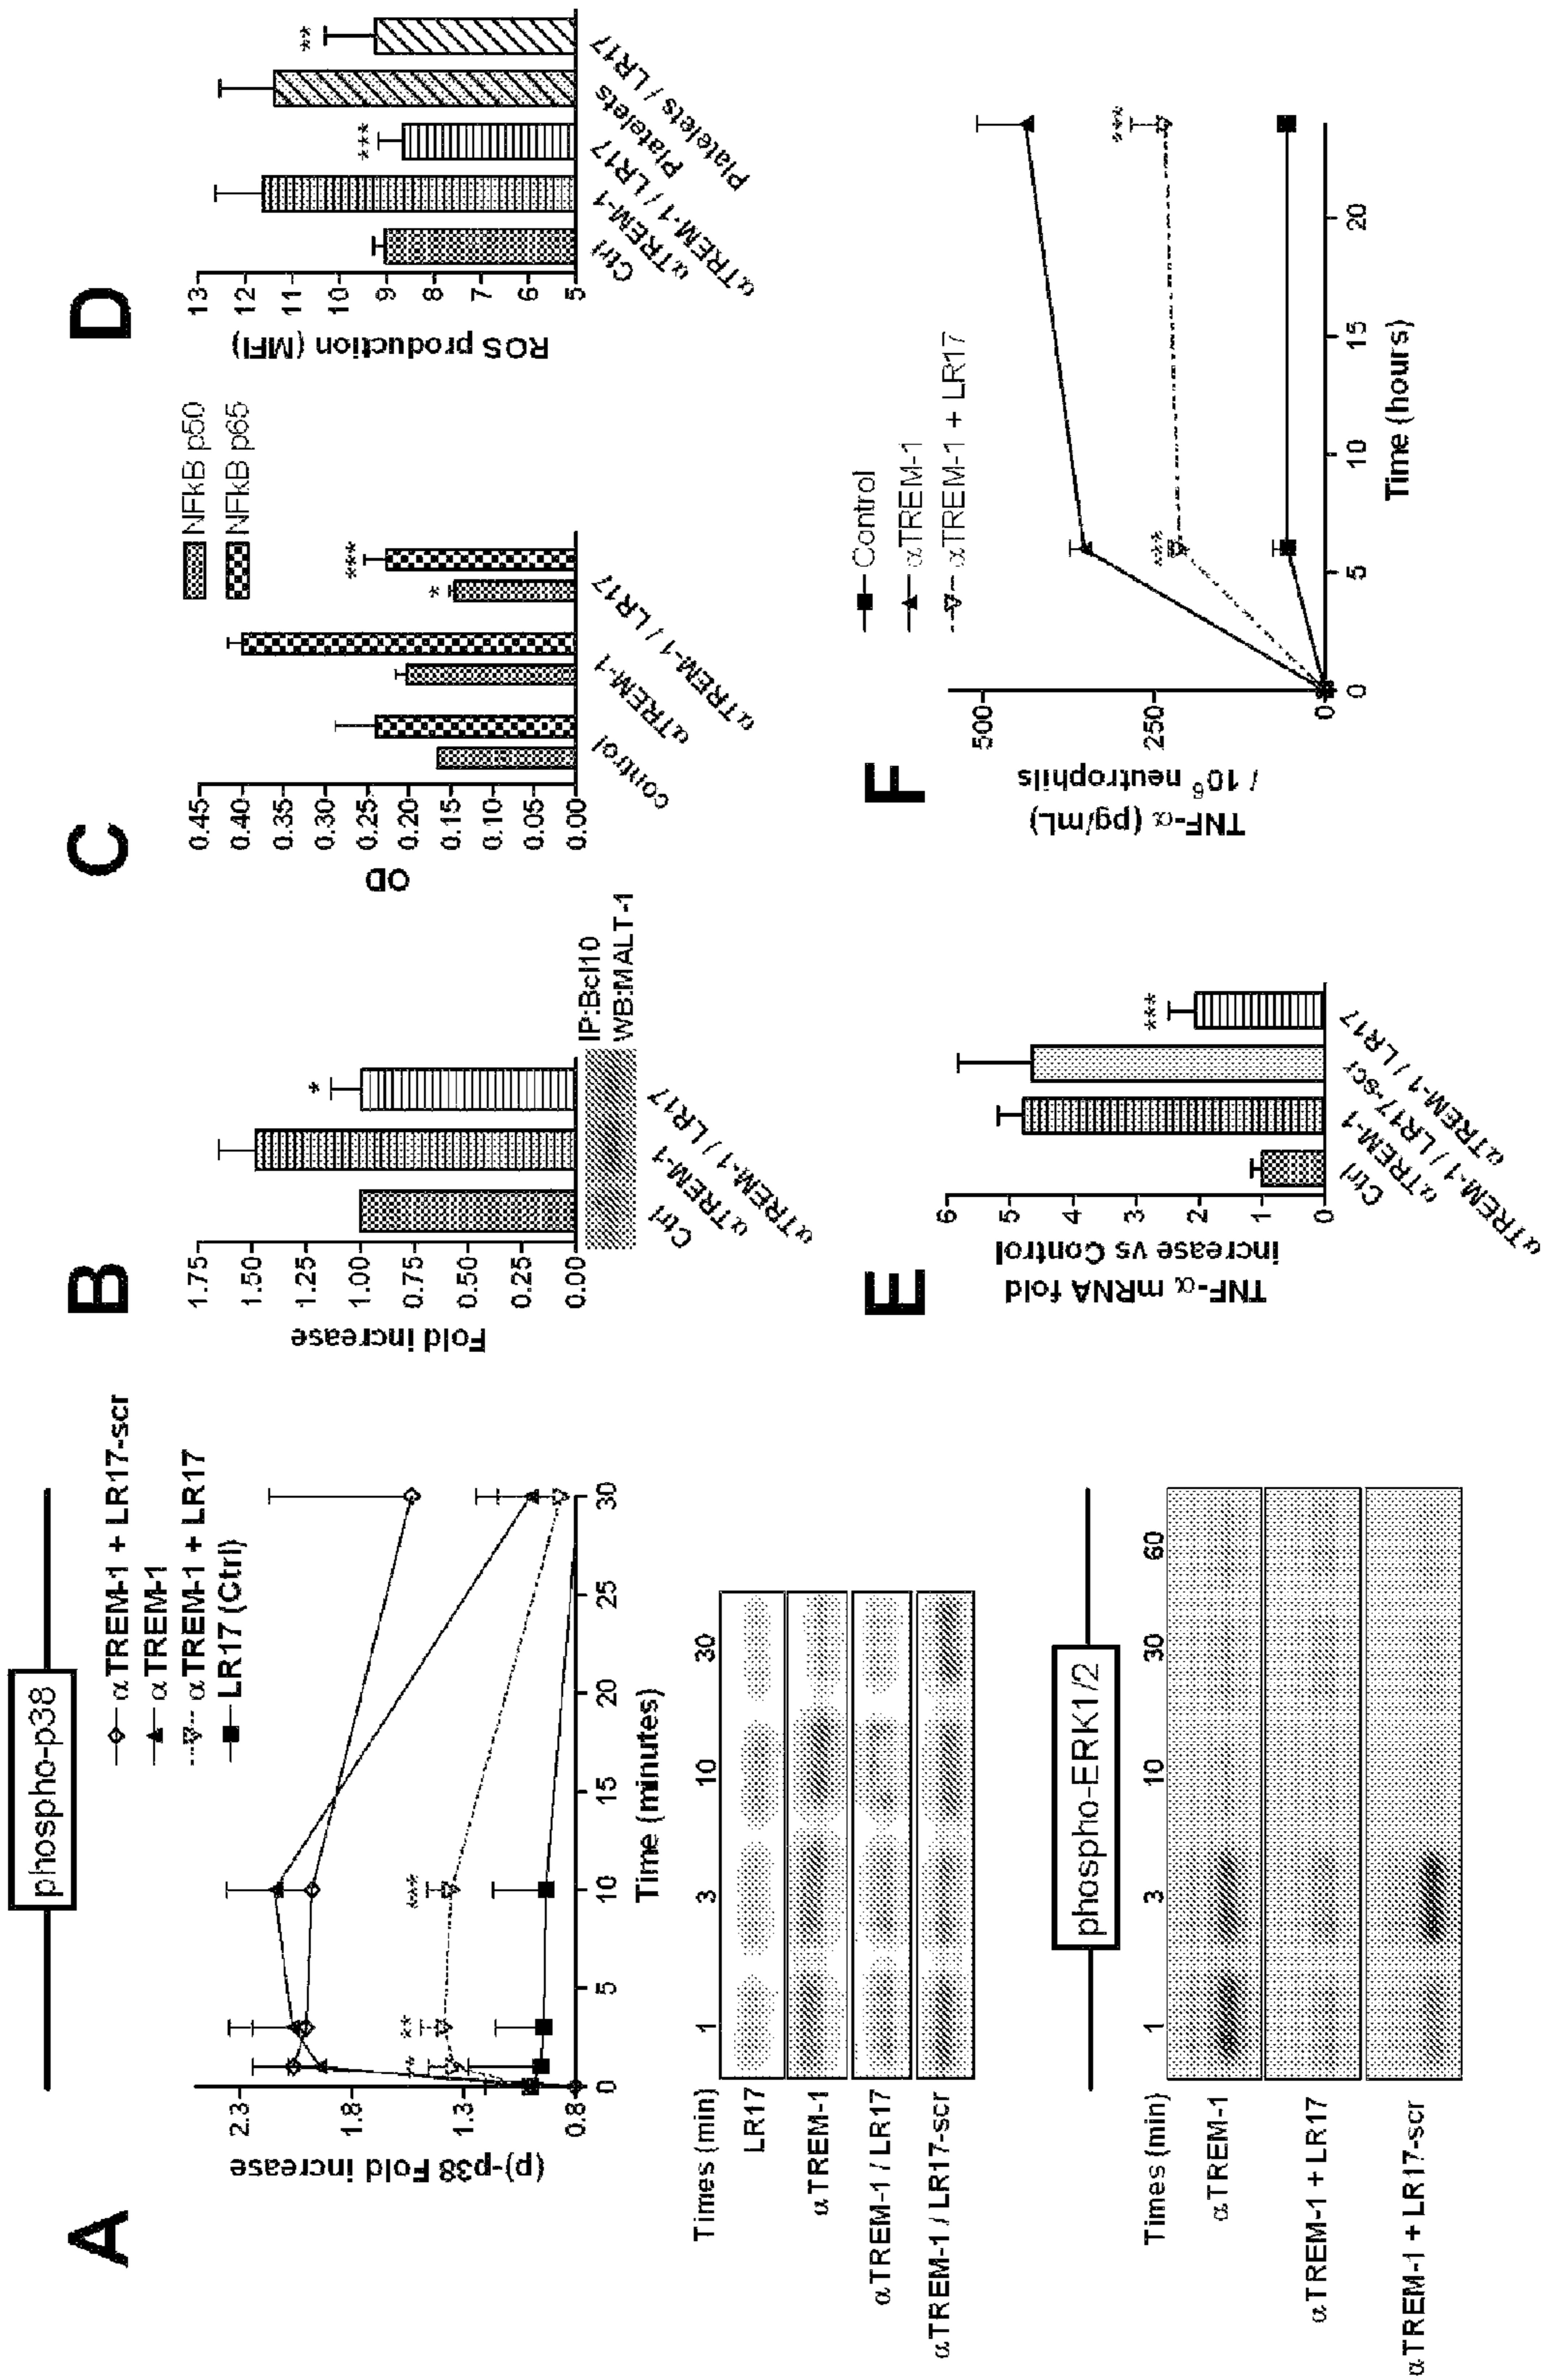 A
phospho-p38
α TREM-1 + LR17-scr
α TREM-1
α TREM-1 + LR17
LR17 (Ctrl)
(p)-p38 Fold increase
2.3
1.8
1.3
0.8
*
**
***
0 5 10 15 20 25 30
Time (minutes)
Times (min) 1 3 10 30
LR17
αTREM-1
αTREM-1 / LR17
αTREM-1 / LR17-scr
phospho-ERK1/2
Times (min) 1 3 10 30 60
αTREM-1
αTREM-1 + LR17
αTREM-1 + LR17-scr
B
Fold increase
1.75
1.50
1.25
1.00
0.75
0.50
0.25
0.00
*
IP:Bcl10
WB:MALT-1
Ctrl
αTREM-1
αTREM-1 / LR17
C
NFkB p50
NFkB p65
OD
0.45
0.40
0.35
0.30
0.25
0.20
0.15
0.10
0.05
0.00
*
***
control
αTREM-1
αTREM-1 / LR17
D
ROS production (MFI)
13
12
11
10
9
8
7
6
5
***
**
Ctrl
αTREM-1
αTREM-1 / LR17
Platelets
Platelets / LR17
E
TNF-α mRNA fold
increase vs Control
6
5
4
3
2
1
0
***
Ctrl
αTREM-1
αTREM-1 / LR17-scr
αTREM-1 / LR17
F
Control
αTREM-1
αTREM-1 + LR17
TNF-α (pg/mL)
/ 10⁶ neutrophils
500
250
0
***
***
0 5 10 15 20
Time (hours)